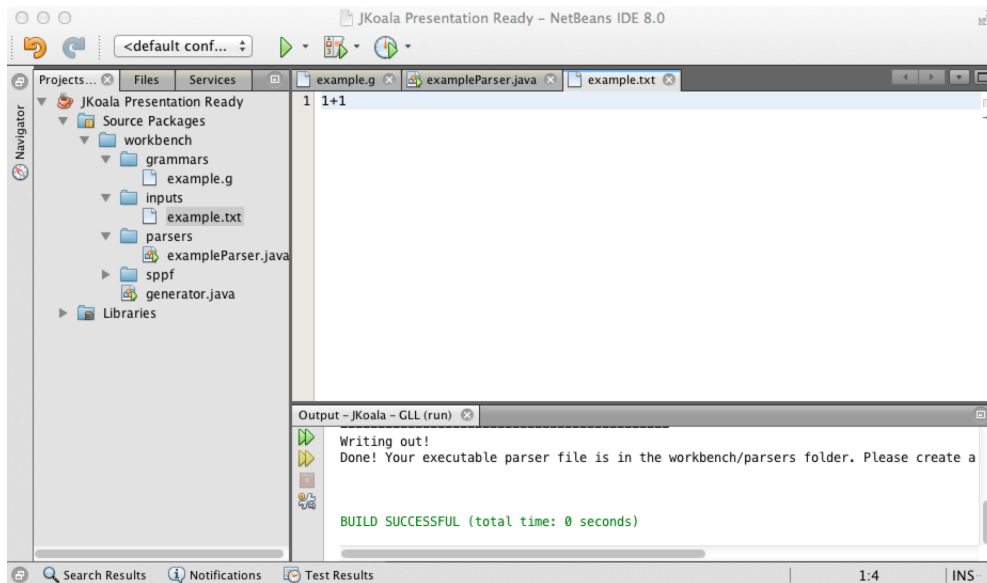 JKoala Presentation Ready – NetBeans IDE 8.0
<default conf...
Projects... Files Services
example.g exampleParser.java example.txt
Navigator
JKoala Presentation Ready
Source Packages
workbench
grammars
example.g
inputs
example.txt
parsers
exampleParser.java
sppf
generator.java
Libraries
1 1+1
Output – JKoala – GLL (run)
Writing out!
Done! Your executable parser file is in the workbench/parsers folder. Please create a
BUILD SUCCESSFUL (total time: 0 seconds)
Search Results Notifications Test Results 1:4 INS